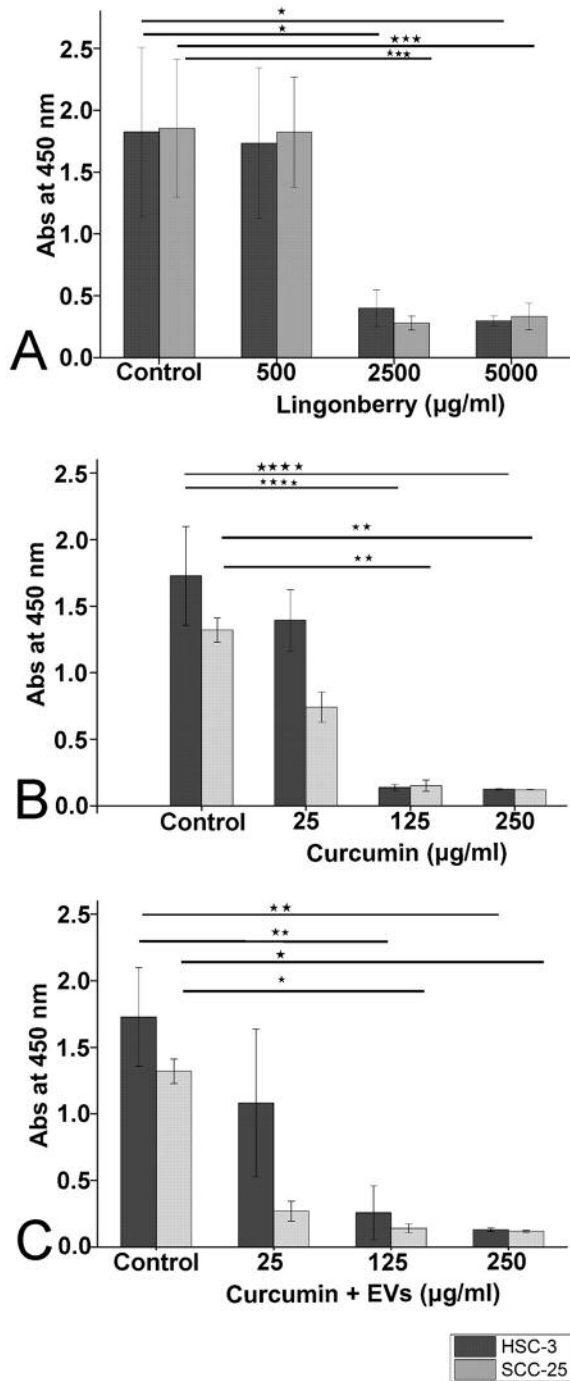 ★
★
★★★
★★★
2.5
2.0
1.5
1.0
0.5
0.0
Abs at 450 nm
A
Control 500 2500 5000
Lingonberry (µg/ml)
★★★★
★★★★
★★
★★
2.5
2.0
1.5
1.0
0.5
0.0
Abs at 450 nm
B
Control 25 125 250
Curcumin (µg/ml)
★★
★★
★
★
2.5
2.0
1.5
1.0
0.5
0.0
Abs at 450 nm
C
Control 25 125 250
Curcumin + EVs (µg/ml)
HSC-3
SCC-25